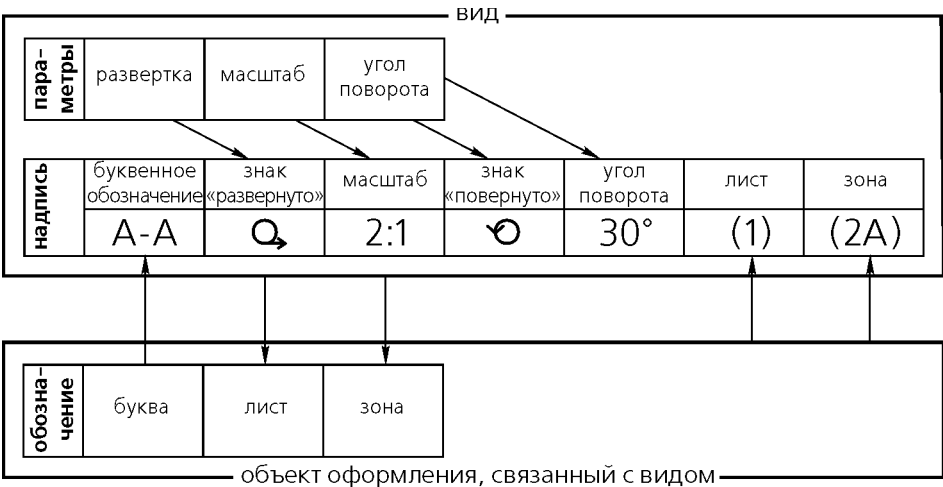 вид
пара-
метры
развертка
масштаб
угол
поворота
надпись
буквенное
обозначение
знак
«развернуто»
масштаб
знак
«повернуто»
угол
поворота
лист
зона
А-А
2:1
30°
(1)
(2А)
обозна-
чение
буква
лист
зона
объект оформления, связанный с видом